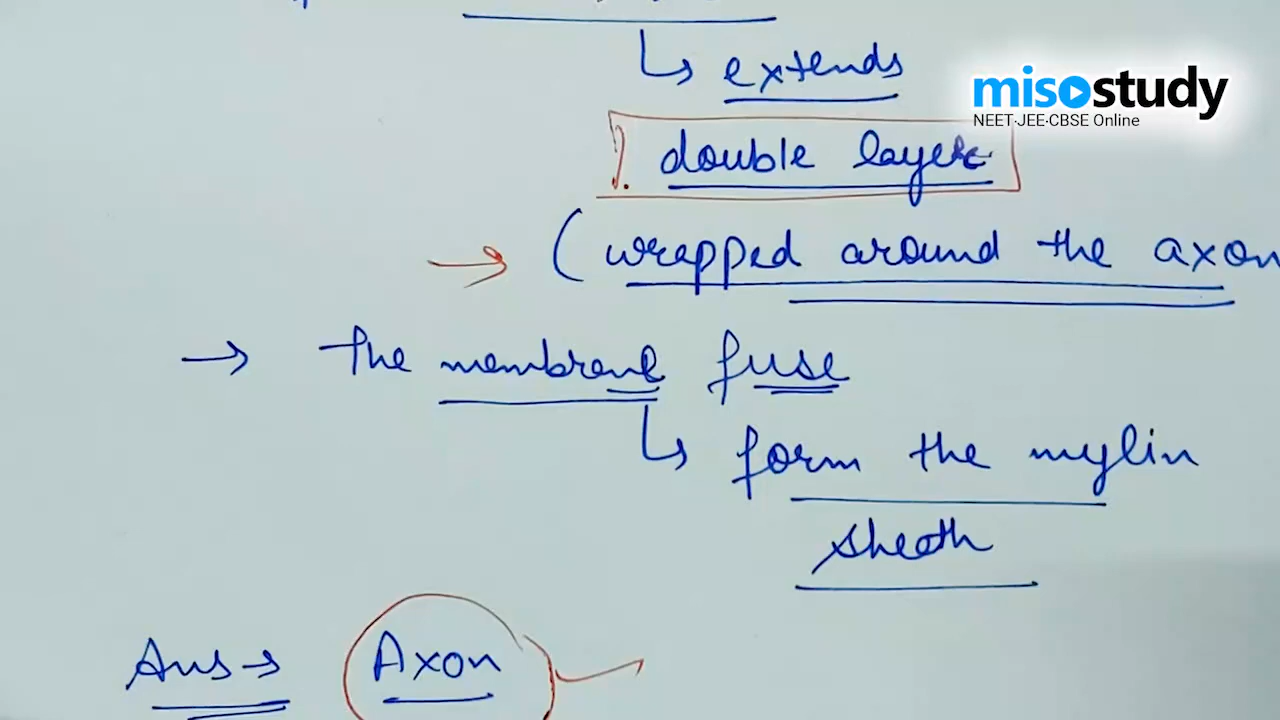 extends
misostudy
NEET·JEE·CBSE Online
double layer
(wrapped around the axon
→ the membrane fuse
form the mylin
sheath
Ans→ Axon